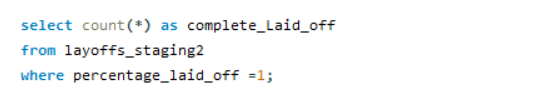 select count(*) as complete_Laid_off
from layoffs_staging2
where percentage_laid_off =1;